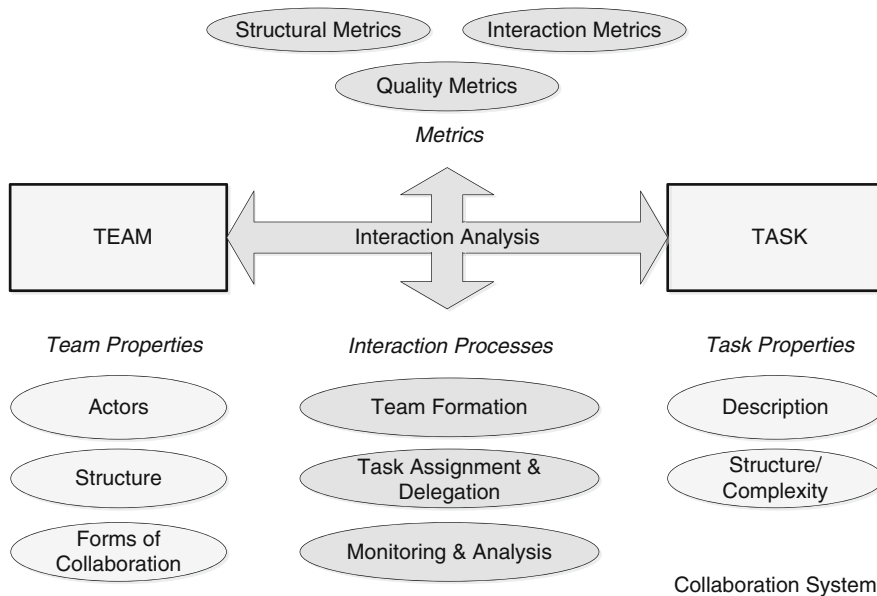 Structural Metrics
Interaction Metrics
Quality Metrics
Metrics
TEAM
Interaction Analysis
TASK
Team Properties
Interaction Processes
Task Properties
Actors
Team Formation
Description
Structure
Task Assignment &
Delegation
Structure/
Complexity
Forms of
Collaboration
Monitoring & Analysis
Collaboration System